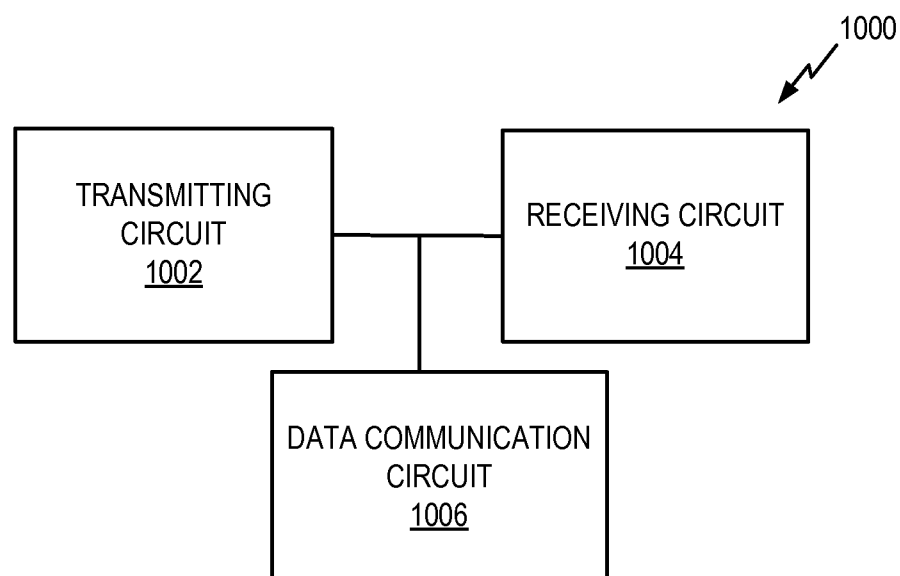 1000
TRANSMITTING
CIRCUIT
1002
RECEIVING CIRCUIT
1004
DATA COMMUNICATION
CIRCUIT
1006